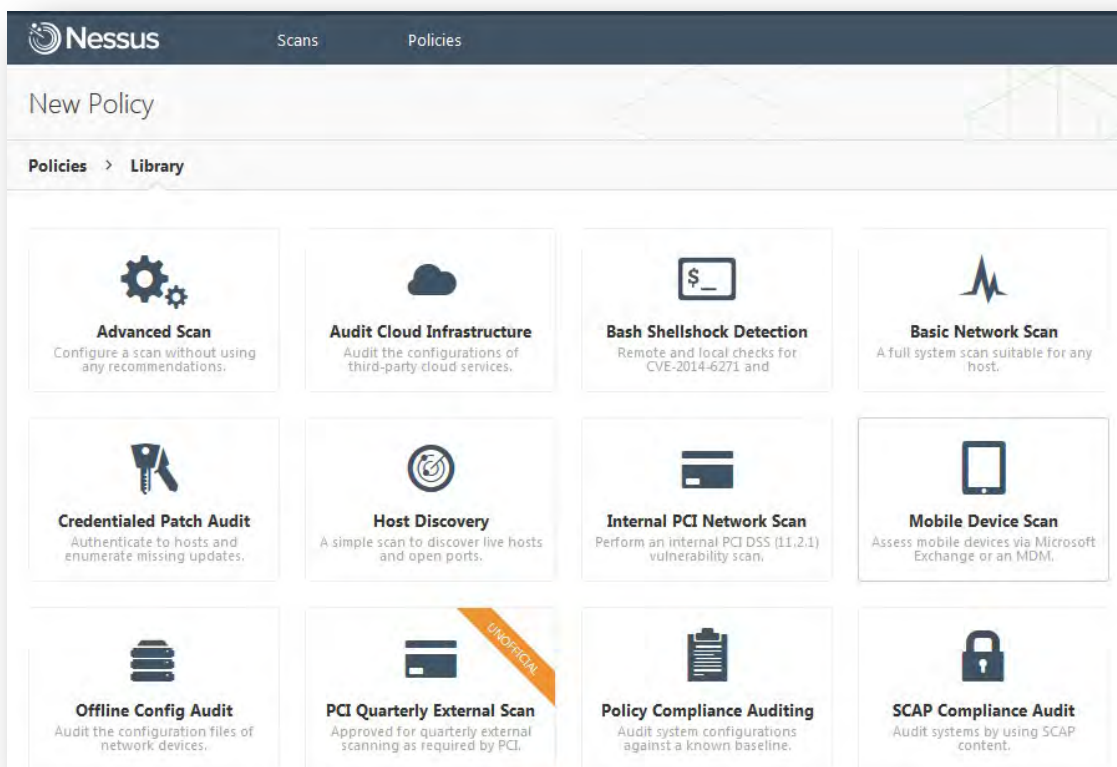 Nessus
Scans
Policies
New Policy
Policies > Library
Advanced Scan
Configure a scan without using
any recommendations.
Audit Cloud Infrastructure
Audit the configurations of
third-party cloud services.
$_
Bash Shellshock Detection
Remote and local checks for
CVE-2014-6271 and
Basic Network Scan
A full system scan suitable for any
host.
Credentialed Patch Audit
Authenticate to hosts and
enumerate missing updates.
Host Discovery
A simple scan to discover live hosts
and open ports.
Internal PCI Network Scan
Perform an internal PCI DSS (11.2.1)
vulnerability scan.
Mobile Device Scan
Assess mobile devices via Microsoft
Exchange or an MDM.
Offline Config Audit
Audit the configuration files of
network devices.
UNOFFICIAL
PCI Quarterly External Scan
Approved for quarterly external
scanning as required by PCI.
Policy Compliance Auditing
Audit system configurations
against a known baseline.
SCAP Compliance Audit
Audit systems by using SCAP
content.